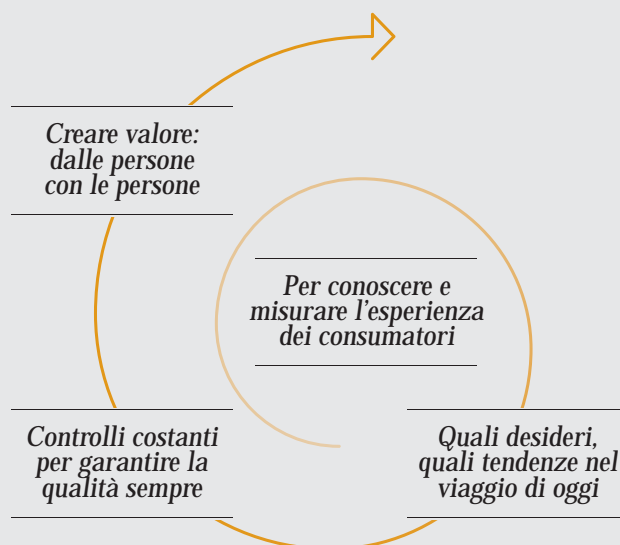 Creare valore:
dalle persone
con le persone
Per conoscere e
misurare l’esperienza
dei consumatori
Controlli costanti
per garantire la
qualità sempre
Quali desideri,
quali tendenze nel
viaggio di oggi